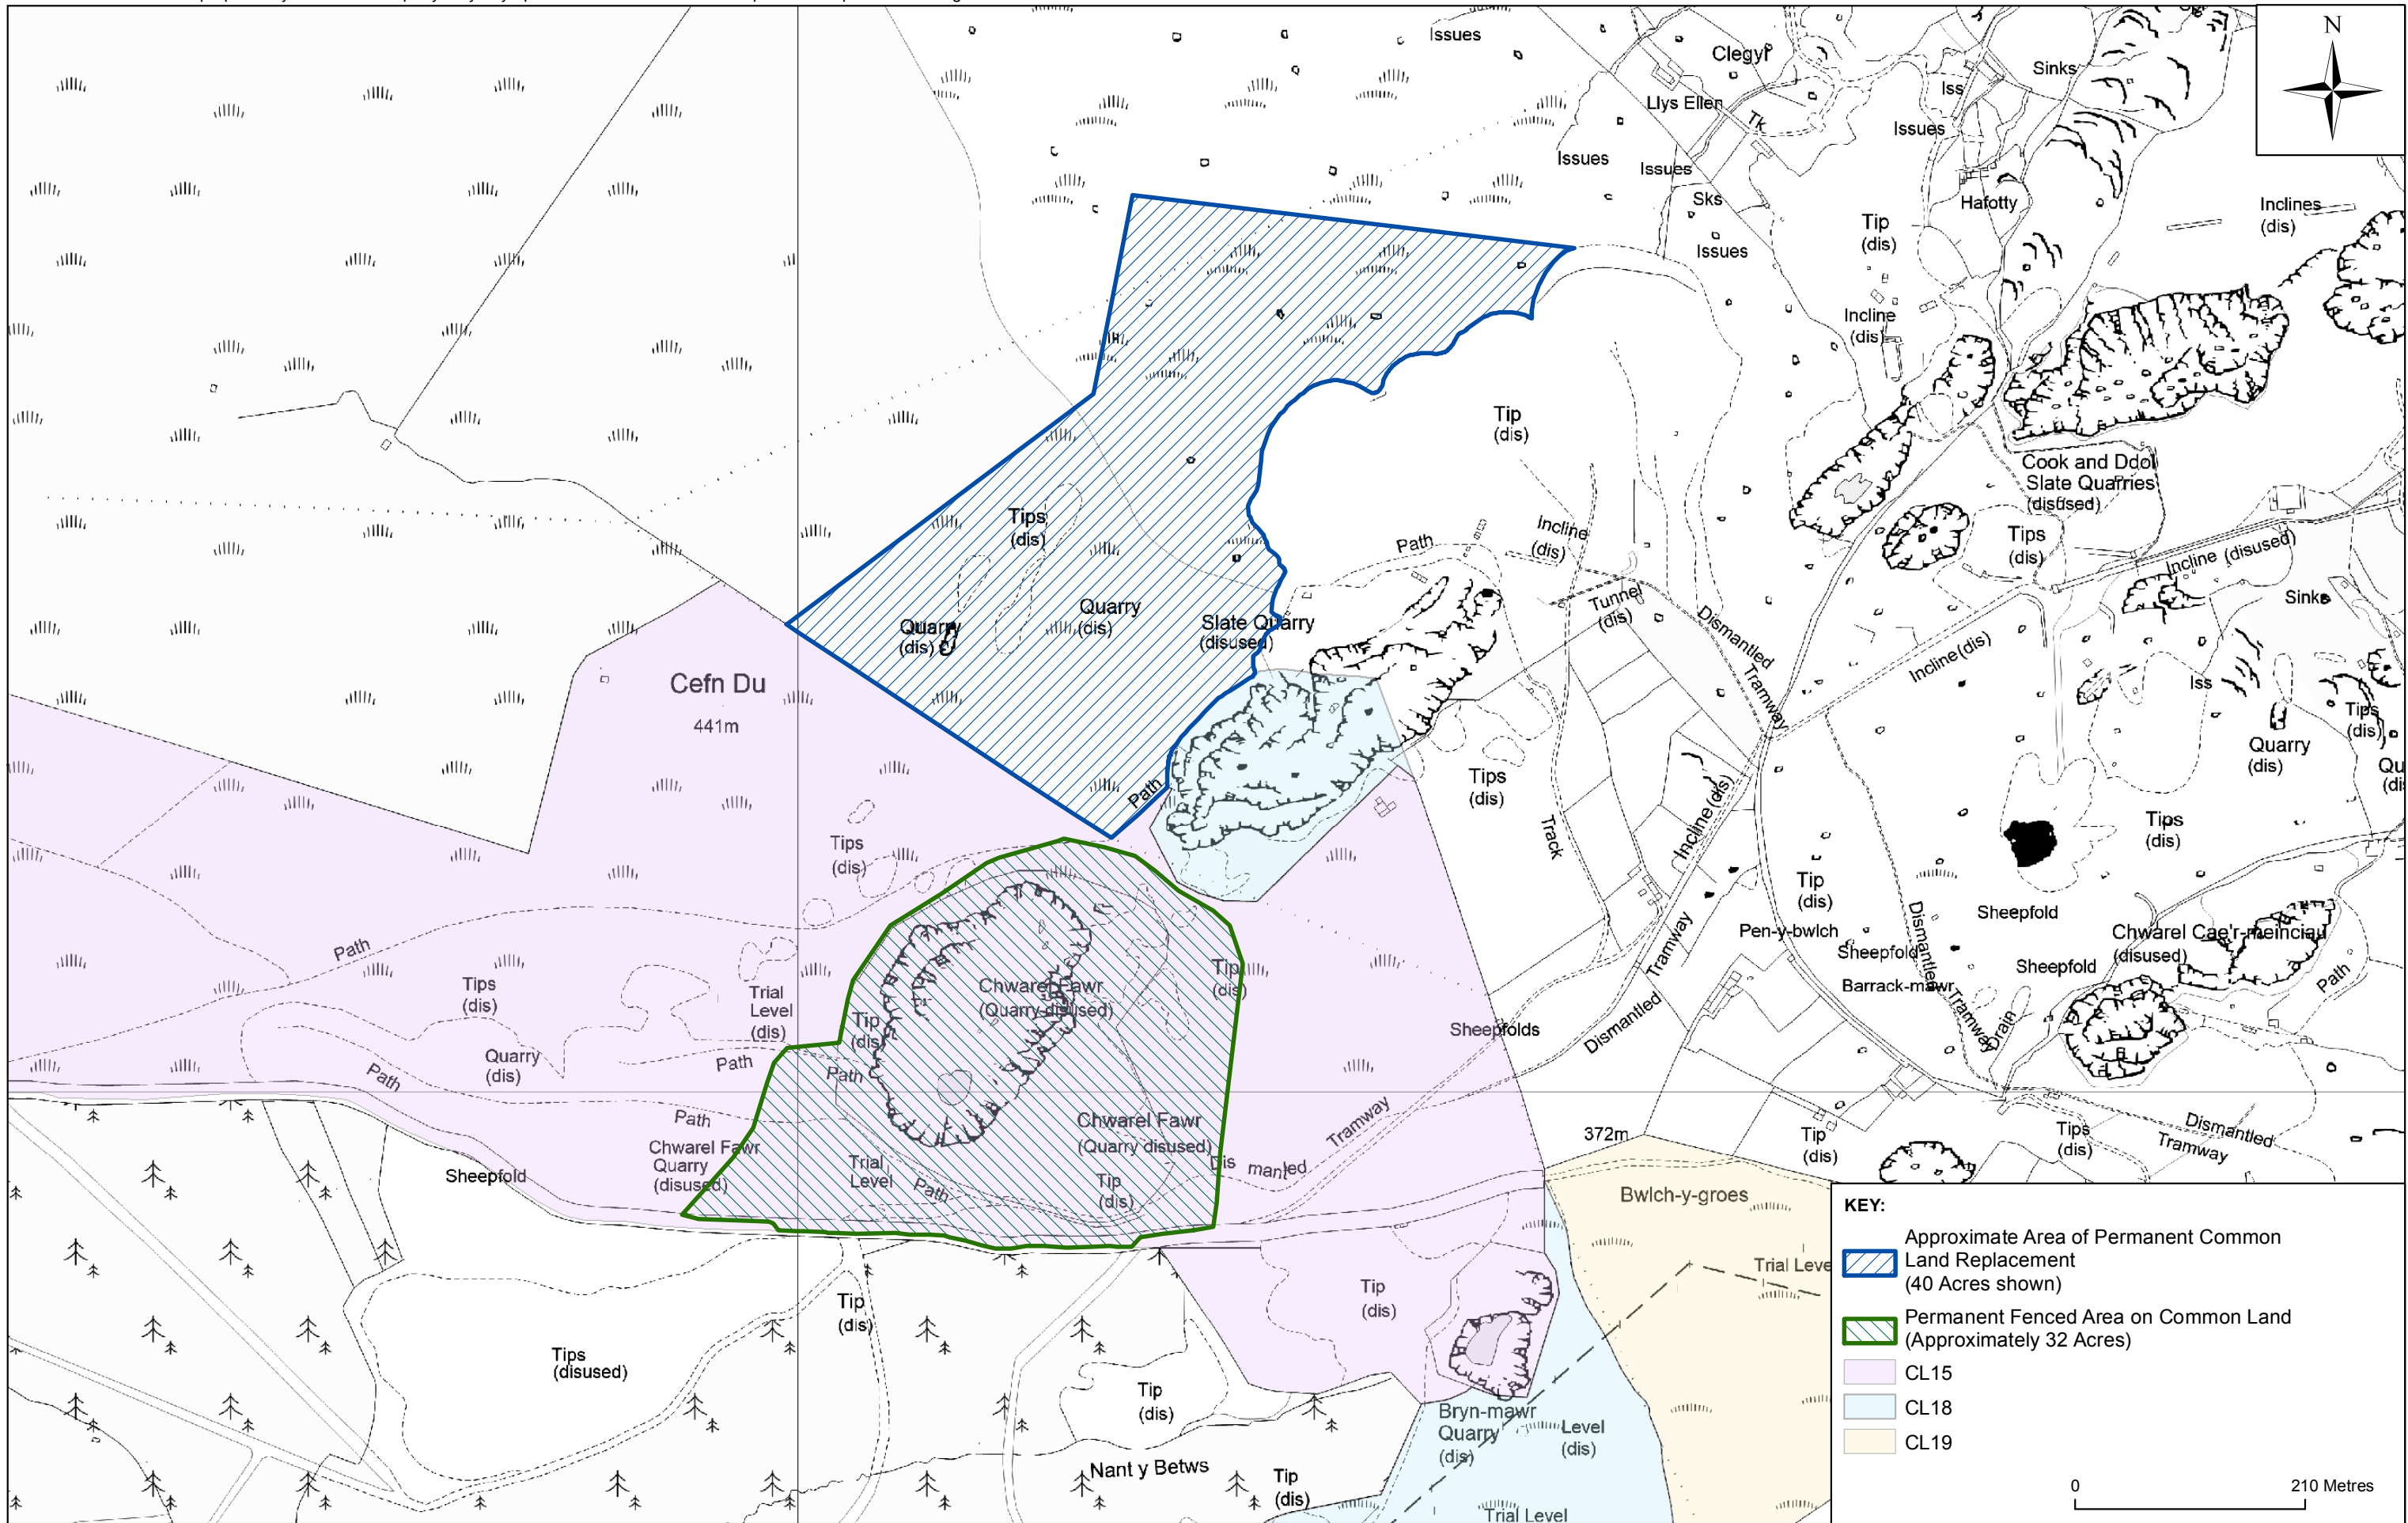 Issues
Clegyr
Sinks
N
Llys Ellen
Iss
Tk
Issues
Issues
Issues
Sks
Hafotty
Inclines
(dis)
Tip
(dis)
Issues
Incline
(dis)
Tip
(dis)
Cook and Ddol
Slate Quarries
(disused)
Tips
(dis)
Incline
(dis)
Path
Tips
(dis)
Incline (disused)
Quarry
(dis)
Quarry
(dis)
Slate Quarry
(disused)
Tunnel
(dis)
Sinks
Dismantled
Tramway
Incline (dis)
Cefn Du
441m
Iss
Tips
(dis)
Quarry
(dis)
Tips
(dis)
Path
Incline (dis)
Track
Tips
(dis)
Tips
(dis)
Tip
(dis)
Path
Dismantled
Tramway
Sheepfold
Pen-y-bwlch
Sheepfold
Chwarel Cae'r-meinciau
(disused)
Sheepfold
Barrack-mawr
Path
Tips
(dis)
Trial
Level
(dis)
Tip
(dis)
Chwarel Fawr
(Quarry disused)
Tip
(dis)
Tramway
Dismantled
Sheepfolds
Drain
Quarry
(dis)
Path
Path
Path
Path
Chwarel Fawr
Quarry
(disused)
Sheepfold
Trial
Level
Path
Chwarel Fawr
(Quarry disused)
Tip
(dis)
Dis mantled
Tramway
372m
Tip
(dis)
Tips
(dis)
Dismantled
Tramway
Bwlch-y-groes
Trial Leve
Tip
(dis)
Tip
(dis)
Tips
(disused)
Tip
(dis)
Bryn-mawr
Quarry
(dis)
Level
(dis)
Nant y Betws
Tip
(dis)
Trial Level
KEY:
Approximate Area of Permanent Common
Land Replacement
(40 Acres shown)
Permanent Fenced Area on Common Land
(Approximately 32 Acres)
CL15
CL18
CL19
0 210 Metres